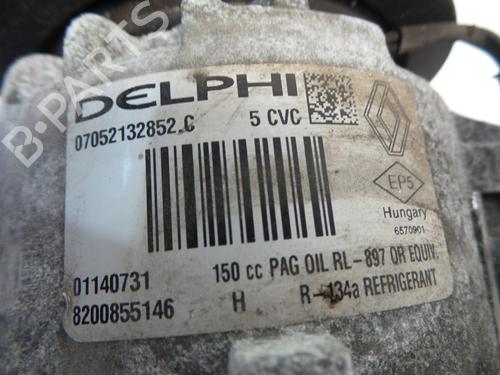 DELPHI
07052132852.C 5 CVC
EP5
Hungary
6570901
01140731 150 cc PAG OIL RL-897 OR EQUIV.
8200855146 H R-134a REFRIGERANT
B-PARTS